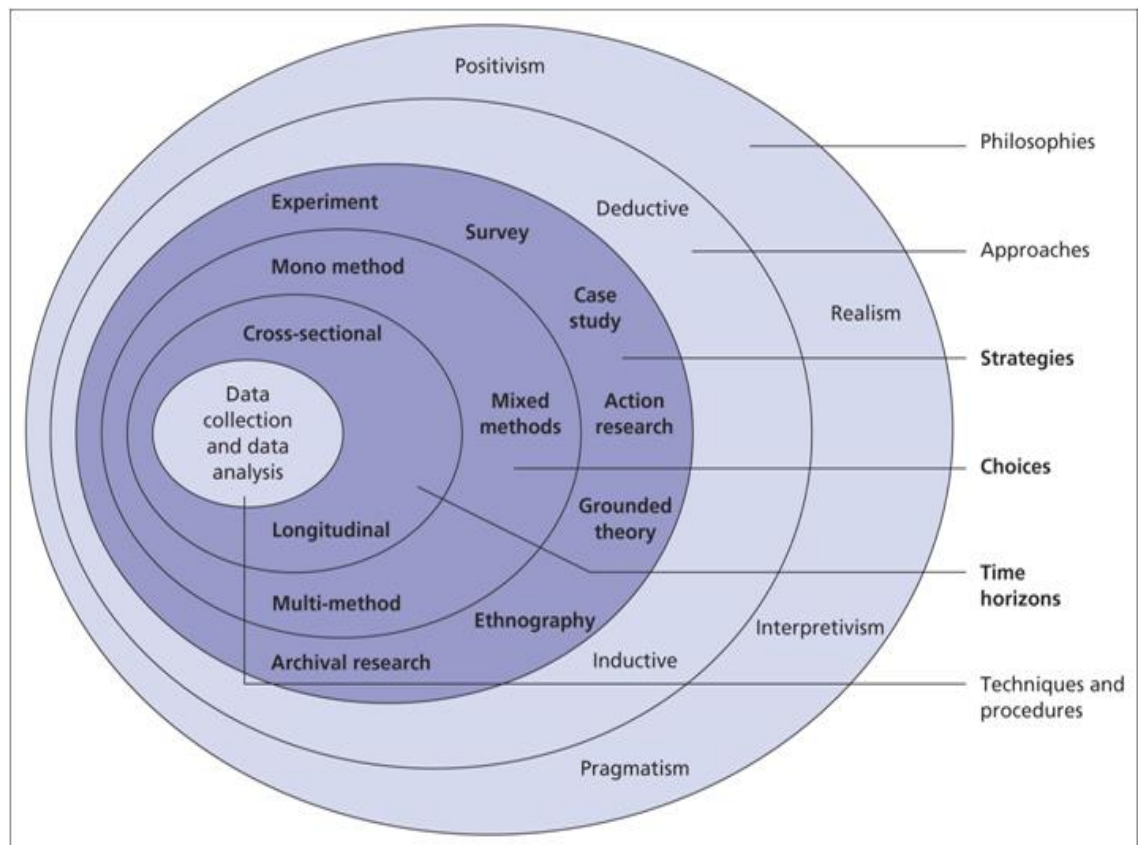 Positivism
Philosophies
Experiment
Deductive
Survey
Approaches
Mono method
Case
study
Realism
Cross-sectional
Strategies
Data
collection
and data
analysis
Mixed
methods
Action
research
Choices
Longitudinal
Grounded
theory
Time
horizons
Multi-method
Ethnography
Interpretivism
Archival research
Inductive
Techniques and
procedures
Pragmatism